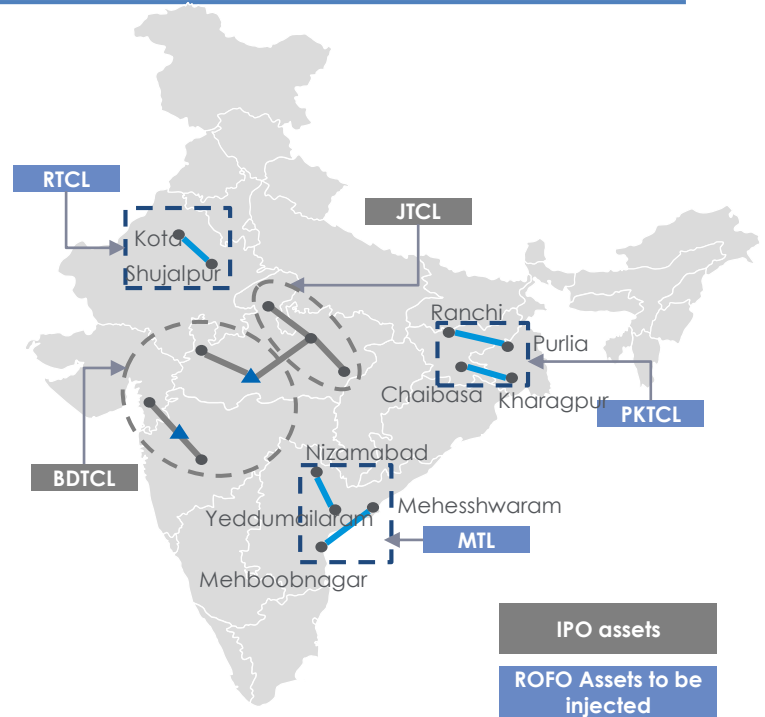 RTCL
JTCL
Kota
Shujalpur
Ranchi
Purlia
Chaibasa
Kharagpur
PKTCL
BDTCL
Nizamabad
Yeddumailaram
Mehesshwaram
MTL
Mehboobnagar
IPO assets
ROFO Assets to be
injected